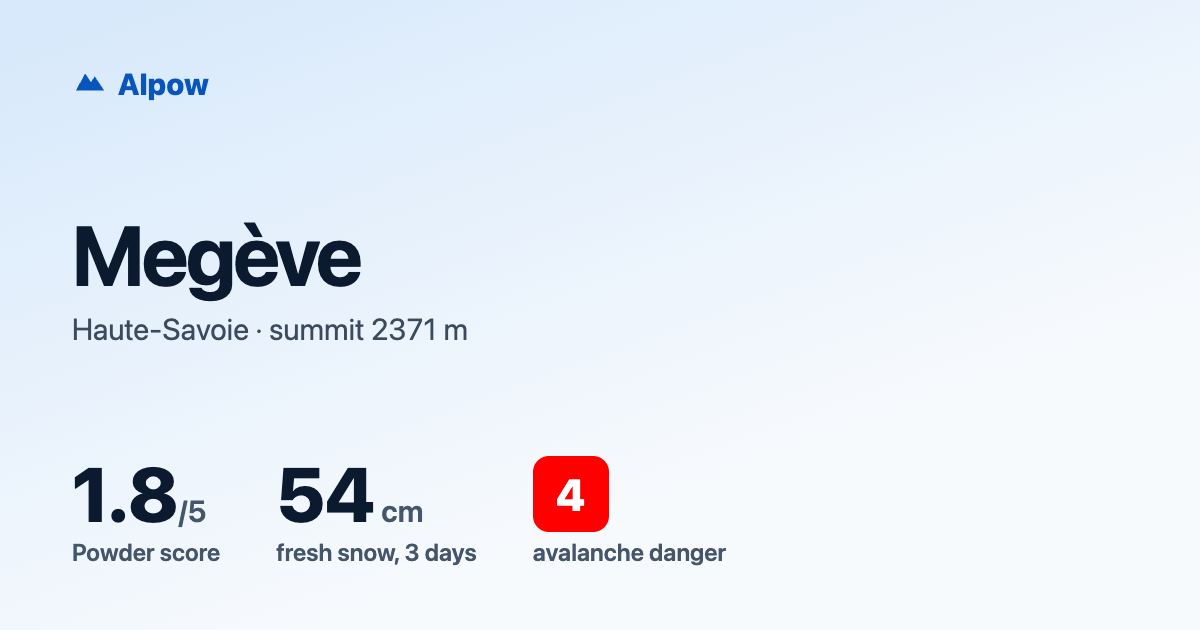 Alpow
Megève
Haute-Savoie · summit 2371 m
1.8/5 54 cm 4
Powder score fresh snow, 3 days avalanche danger